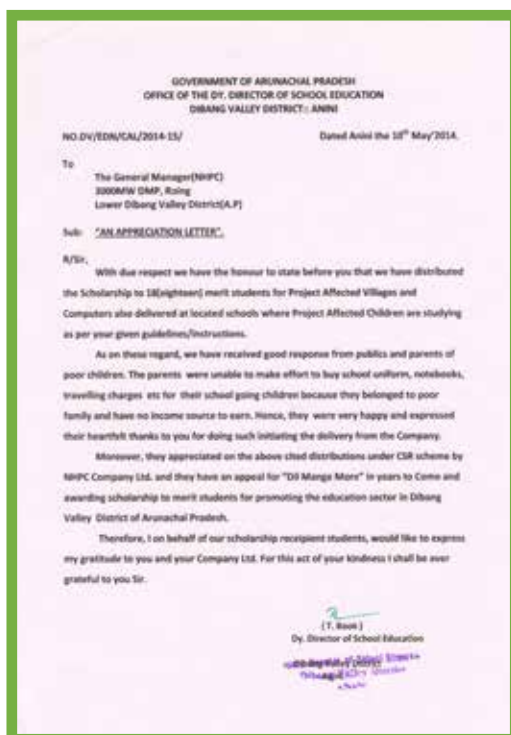 GOVERNMENT OF ARUNACHAL PRADESH
OFFICE OF THE DY. DIRECTOR OF SCHOOL EDUCATION
DIBANG VALLEY DISTRICT:: ANINI
NO.DV/EDN/CAL/2014-15/ Dated Anini the 10th May'2014.
To
The General Manager(NHPC)
3000MW DMP, Roing
Lower Dibang Valley District(A.P)
Sub: "AN APPRECIATION LETTER".
R/Sir,
With due respect we have the honour to state before you that we have distributed
the Scholarship to 18[eighteen] merit students for Project Affected Villages and
Computers also delivered at located schools where Project Affected Children are studying
as per your given guidelines/instructions.
As on these regard, we have received good response from publics and parents of
poor children. The parents were unable to make effort to buy school uniform, notebooks,
travelling charges ets for their school going children because they belonged to poor
family and have no income source to earn. Hence, they were very happy and expressed
their heartfelt thanks to you for doing such initiating the delivery from the Company.
Moreover, they appreciated on the above cited distributions under CSR scheme by
NHPC Company Ltd. and they have an appeal for "Dil Mange More" in years to Come and
awarding scholarship to merit students for promoting the education sector in Dibang
Valley District of Arunachal Pradesh.
Therefore, I on behalf of our scholarship receipient students, would like to express
my gratitude to you and your Company Ltd. For this act of your kindness I shall be ever
grateful to you Sir.
(T. )
Dy. Director of School Education
Valley District